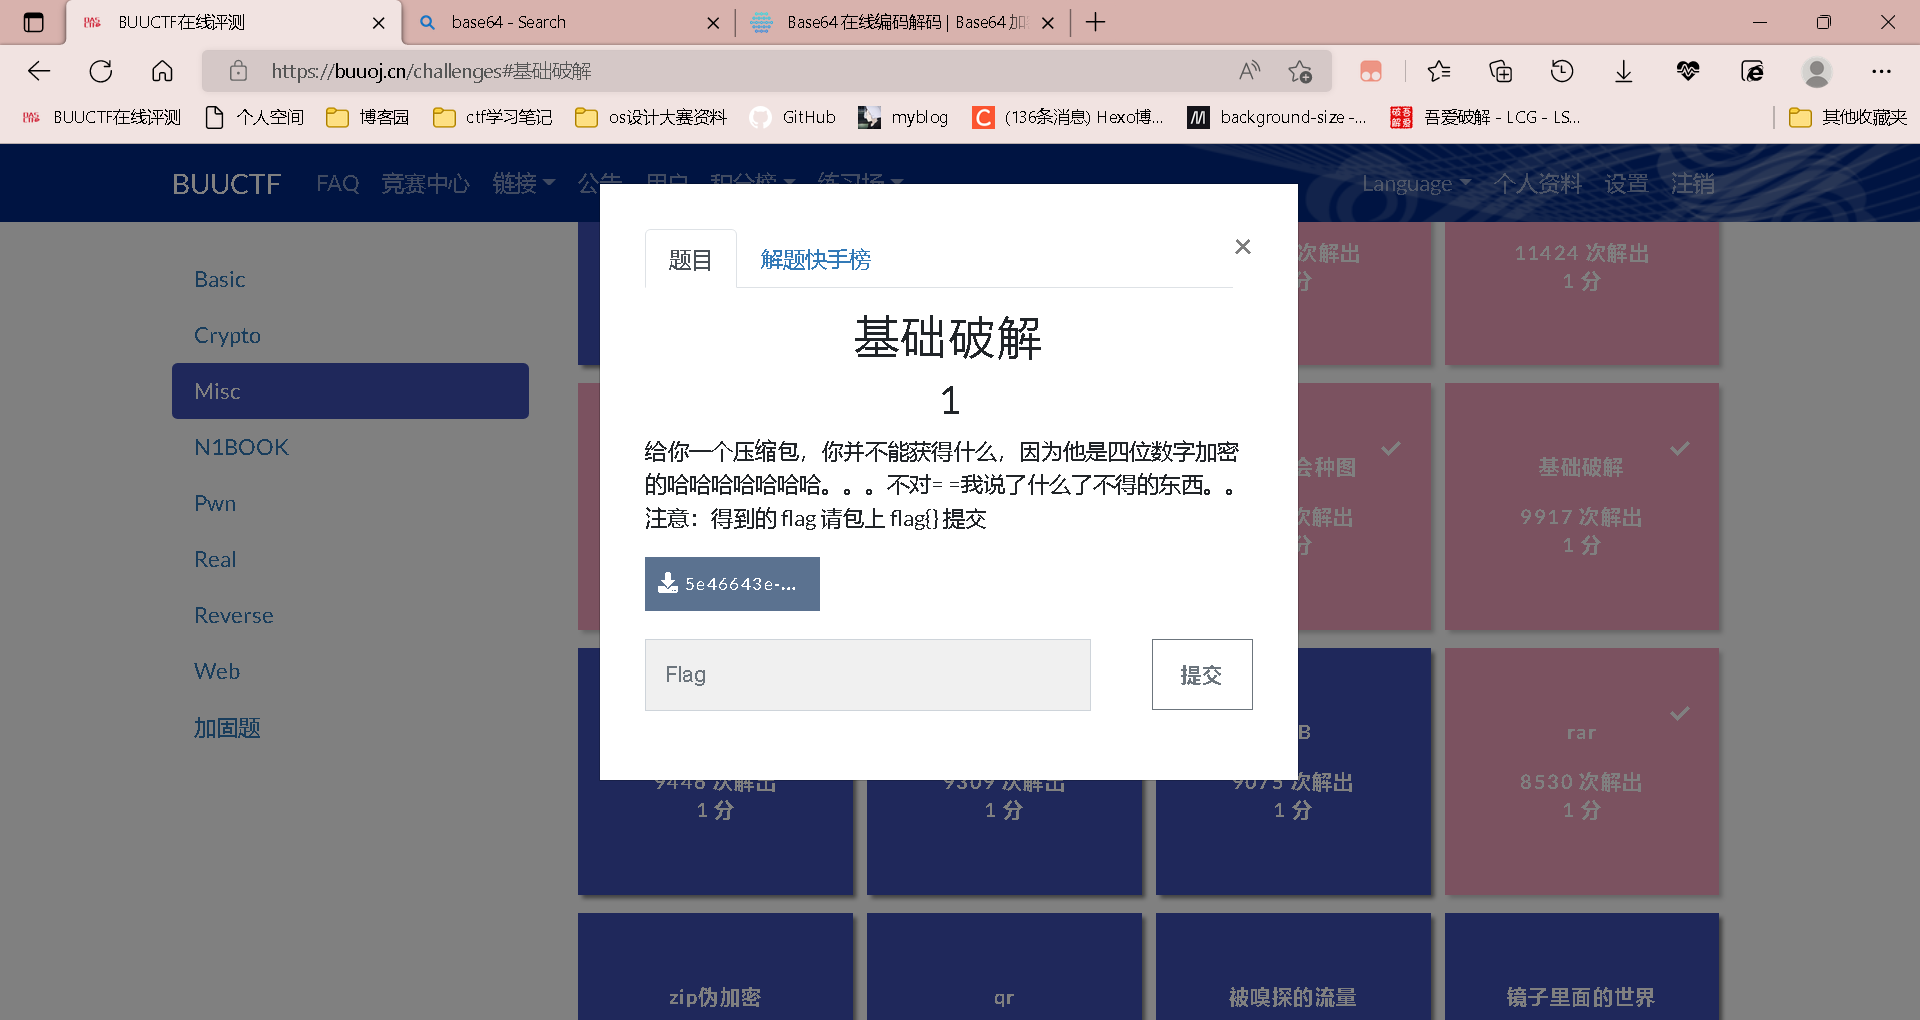 BUUCTF在线评测
base64 - Search
Base64 在线编码解码 | Base64 加
https://buuoj.cn/challenges#基础破解
BUUCTF在线评测 个人空间 博客园 ctf学习笔记 os设计大赛资料 GitHub myblog (136条消息) Hexo博... background-size -... 吾爱破解 - LCG - LS... 其他收藏夹
BUUCTF FAQ 竞赛中心 链接 公告 用户 积分榜 练习场 Language 个人资料 设置 注销
Basic
Crypto
Misc
N1BOOK
Pwn
Real
Reverse
Web
加固题
题目 解题快手榜 ×
基础破解
1
给你一个压缩包，你并不能获得什么，因为他是四位数字加密
的哈哈哈哈哈哈哈。。。不对= =我说了什么了不得的东西。。
注意：得到的 flag 请包上 flag{} 提交
5e46643e-...
Flag
提交
次解出
分
11424 次解出
1 分
会种图
次解出
分
基础破解
9917 次解出
1 分
9446 次解出
1 分
9309 次解出
1 分
B
9075 次解出
1 分
rar
8530 次解出
1 分
zip伪加密
qr
被嗅探的流量
镜子里面的世界